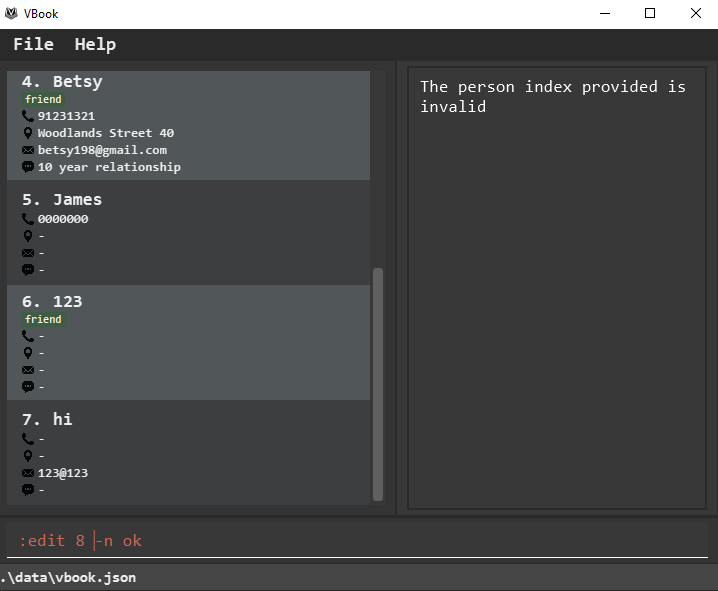 VBook
File Help
4. Betsy
friend
91231321
Woodlands Street 40
betsy198@gmail.com
10 year relationship
5. James
0000000
-
-
-
6. 123
friend
-
-
-
-
7. hi
-
-
123@123
-
The person index provided is
invalid
:edit 8 -n ok
.\data\vbook.json